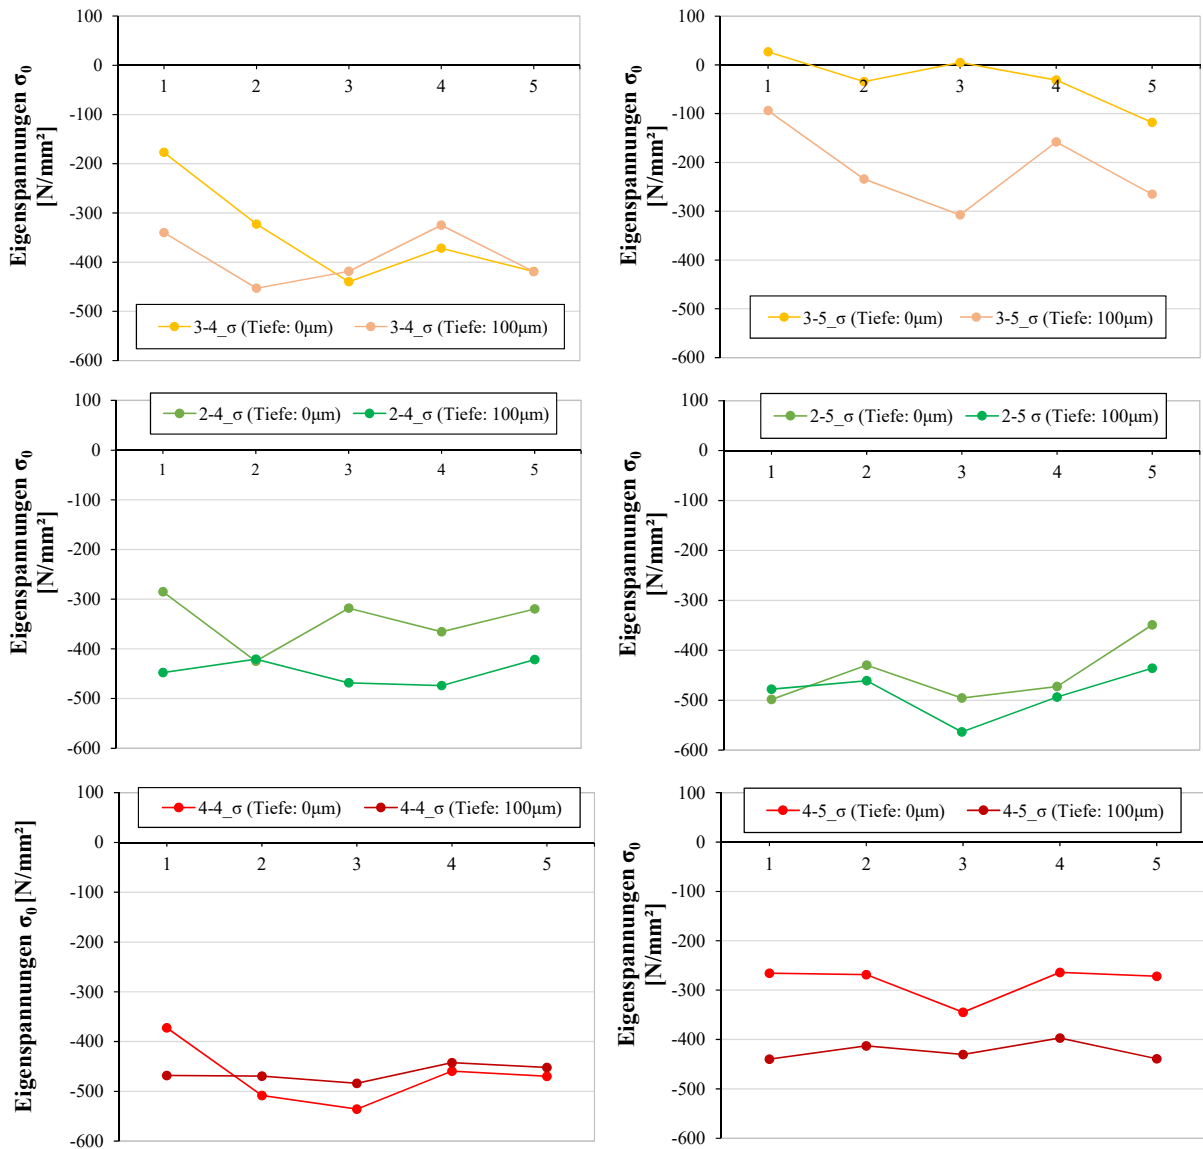 Eigenspannungen σ₀
[N/mm²]
100
0
-100
-200
-300
-400
-500
-600
1 2 3 4 5
3-4_σ (Tiefe: 0µm) 3-4_σ (Tiefe: 100µm)
Eigenspannungen σ₀
[N/mm²]
100
0
-100
-200
-300
-400
-500
-600
1 2 3 4 5
3-5_σ (Tiefe: 0µm) 3-5_σ (Tiefe: 100µm)
Eigenspannungen σ₀
[N/mm²]
2-4_σ (Tiefe: 0µm) 2-4_σ (Tiefe: 100µm)
100
0
-100
-200
-300
-400
-500
-600
1 2 3 4 5
Eigenspannungen σ₀
[N/mm²]
2-5_σ (Tiefe: 0µm) 2-5 σ (Tiefe: 100µm)
100
0
-100
-200
-300
-400
-500
-600
1 2 3 4 5
Eigenspannungen σ₀ [N/mm²]
4-4_σ (Tiefe: 0µm) 4-4_σ (Tiefe: 100µm)
100
0
-100
-200
-300
-400
-500
-600
1 2 3 4 5
Eigenspannungen σ₀
[N/mm²]
4-5_σ (Tiefe: 0µm) 4-5_σ (Tiefe: 100µm)
100
0
-100
-200
-300
-400
-500
-600
1 2 3 4 5